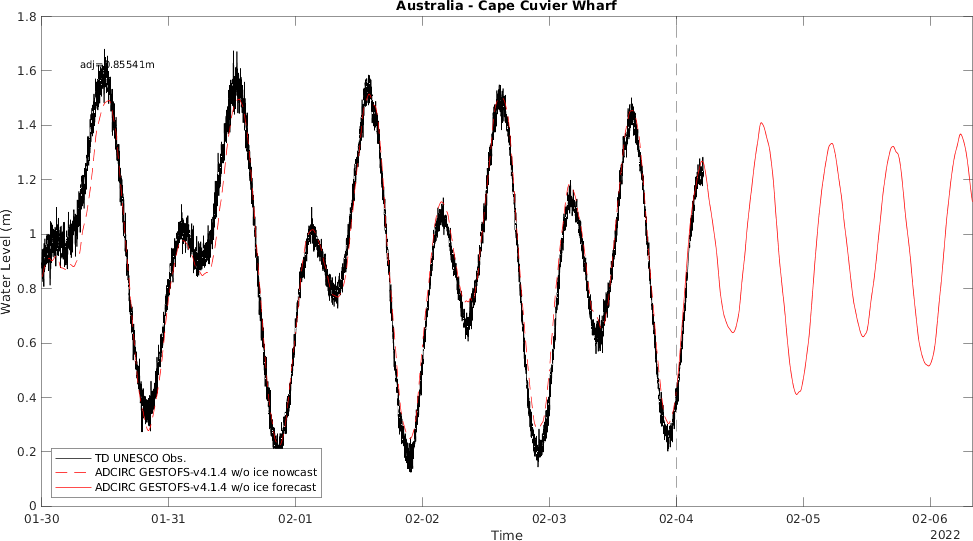 Australia - Cape Cuvier Wharf
1.8
1.6
1.4
1.2
1
0.8
0.6
0.4
0.2
0
Water Level (m)
adj=0.85541m
TD UNESCO Obs.
ADCIRC GESTOFS-v4.1.4 w/o ice nowcast
ADCIRC GESTOFS-v4.1.4 w/o ice forecast
01-30 01-31 02-01 02-02 02-03 02-04 02-05 02-06
Time
2022